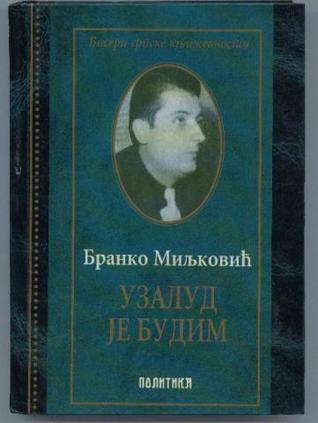 Бисери српске књижевности
Бранко Миљковић
УЗАЛУД
ЈЕ БУДИМ
ПОЛИТИКА